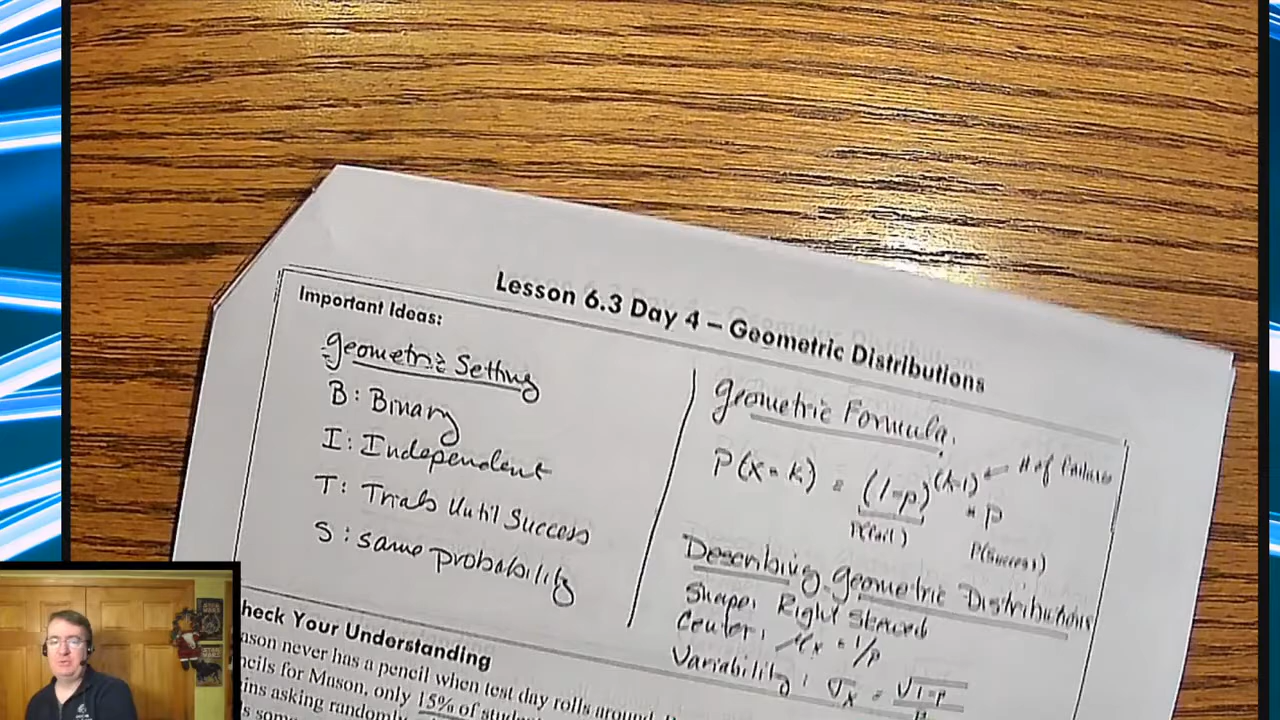 Lesson 6.3 Day 4 – Geometric Distributions
Important Ideas:
geometric Setting
B: Binary
I: Independent
T: Trials Until Success
S: same probability
geometric Formula.
P(x=k) = (1-p)^(k-1) * p
# of Failures
P(Fail)
P(Success)
Describing Geometric Distributions
Shape: Right Skewed
Center: μx = 1/p
Variability: σx = √1-p
heck Your Understanding
ason never has a pencil when test day rolls around.
ncils for Mason, only 15% of
ins asking